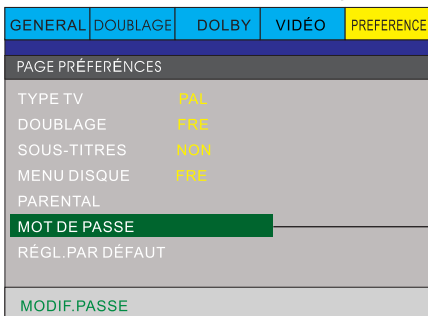 GENERAL DOUBLAGE DOLBY VIDÉO PREFERENCE
PAGE PRÉFERÉNCES
TYPE TV PAL
DOUBLAGE FRE
SOUS-TITRES NON
MENU DISQUE FRE
PARENTAL
MOT DE PASSE
RÉGL.PAR DÉFAUT
MODIF.PASSE